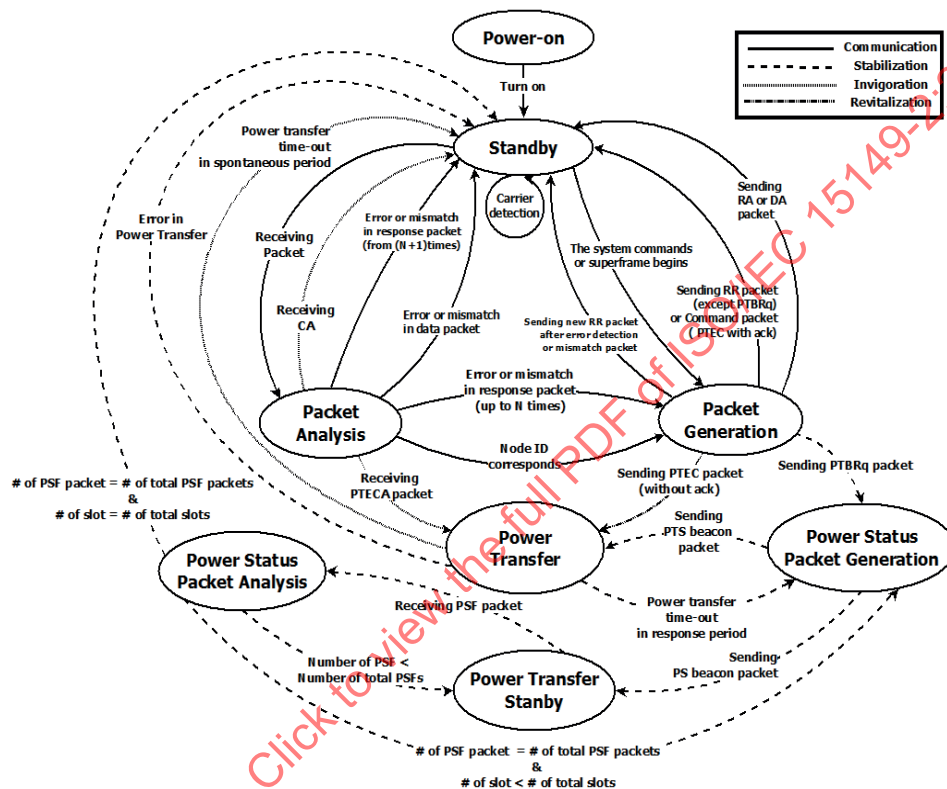 Power-on
Communication
Stabilization
Invigoration
Revitalization
Turn on
Power transfer
time-out
in spontaneous period
Standby
Carrier
detection
Sending
RA or DA
packet
Error in
Power Transfer
Receiving
Packet
Error or mismatch
in response packet
(from (N+1)times)
The system commands
or superframe begins
Receiving
CA
Error or mismatch
in data packet
Sending new RR packet
after error detection
or mismatch packet
Sending RR packet
(except PTBRq)
or Command packet
( PTEC with ack)
Error or mismatch
in response packet
(up to N times)
Packet
Analysis
Packet
Generation
Node ID
corresponds
Receiving
PTECA packet
Sending PTEC packet
(without ack)
Sending PTBRq packet
# of PSF packet = # of total PSF packets
&
# of slot = # of total slots
Power
Transfer
Sending
PTS beacon
packet
Power Status
Packet Generation
Power Status
Packet Analysis
Receiving PSF packet
Power transfer
time-out
in response period
Number of PSF <
Number of total PSFs
Power Transfer
Stanby
Sending
PS beacon packet
# of PSF packet = # of total PSF packets
&
# of slot < # of total slots
Click to view the full PDF of ISO/IEC 15149-2:2